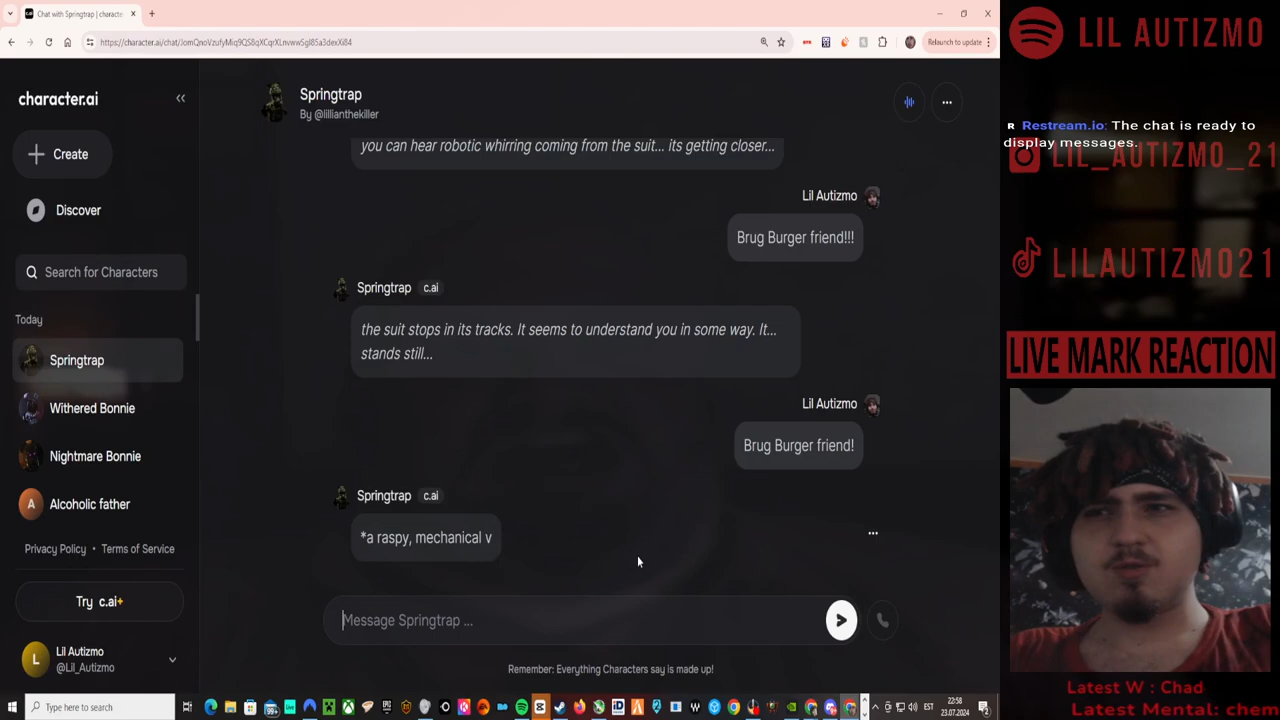 Chat with Springtrap | characte
https://character.ai/chat/JomQnoVzufyMiq9QS8qXCqrXLnvwwSgI85a3dexXi84
Relaunch to update
character.ai
Create
Discover
Search for Characters
Today
Springtrap
Withered Bonnie
Nightmare Bonnie
A Alcoholic father
Privacy Policy • Terms of Service
Try c.ai+
L
Lil Autizmo
@Lil_Autizmo
Springtrap
By @lillianthekiller
you can hear robotic whirring coming from the suit... its getting closer...
Lil Autizmo
Brug Burger friend!!!
Springtrap c.ai
the suit stops in its tracks. It seems to understand you in some way. It...
stands still...
Lil Autizmo
Brug Burger friend!
Springtrap c.ai
*a raspy, mechanical v
Message Springtrap ...
Remember: Everything Characters say is made up!
LIL AUTIZMO
R Restream.io: The chat is ready to
display messages.
LIL_AUTIZMO_21
LILAUTIZMO21
LIVE MARK REACTION
Latest W : Chad
Latest Mental: chem
Type here to search
99+
EST
22:58
23.07.2024
2